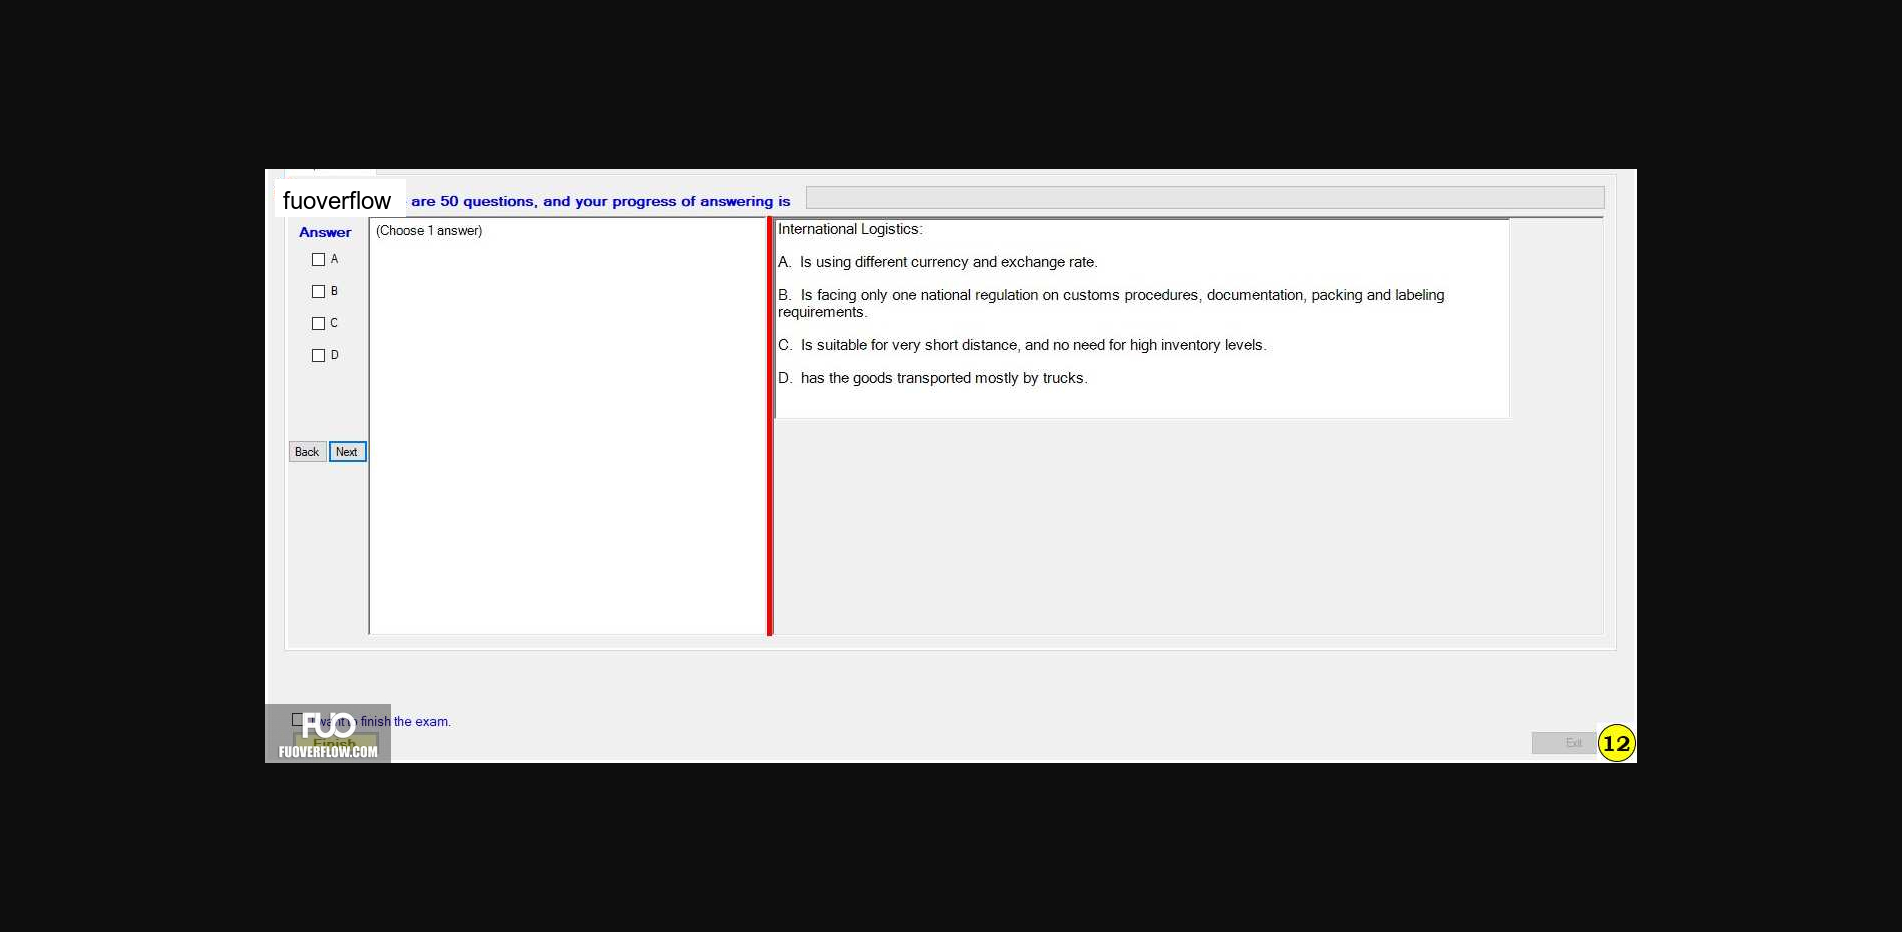 fuoverflow are 50 questions, and your progress of answering is
Answer
(Choose 1 answer)
A
B
C
D
Back Next
International Logistics:
A. Is using different currency and exchange rate.
B. Is facing only one national regulation on customs procedures, documentation, packing and labeling
requirements.
C. Is suitable for very short distance, and no need for high inventory levels.
D. has the goods transported mostly by trucks.
I want to finish the exam.
Finish
FUO
FUOVERFLOW.COM
Exit
12